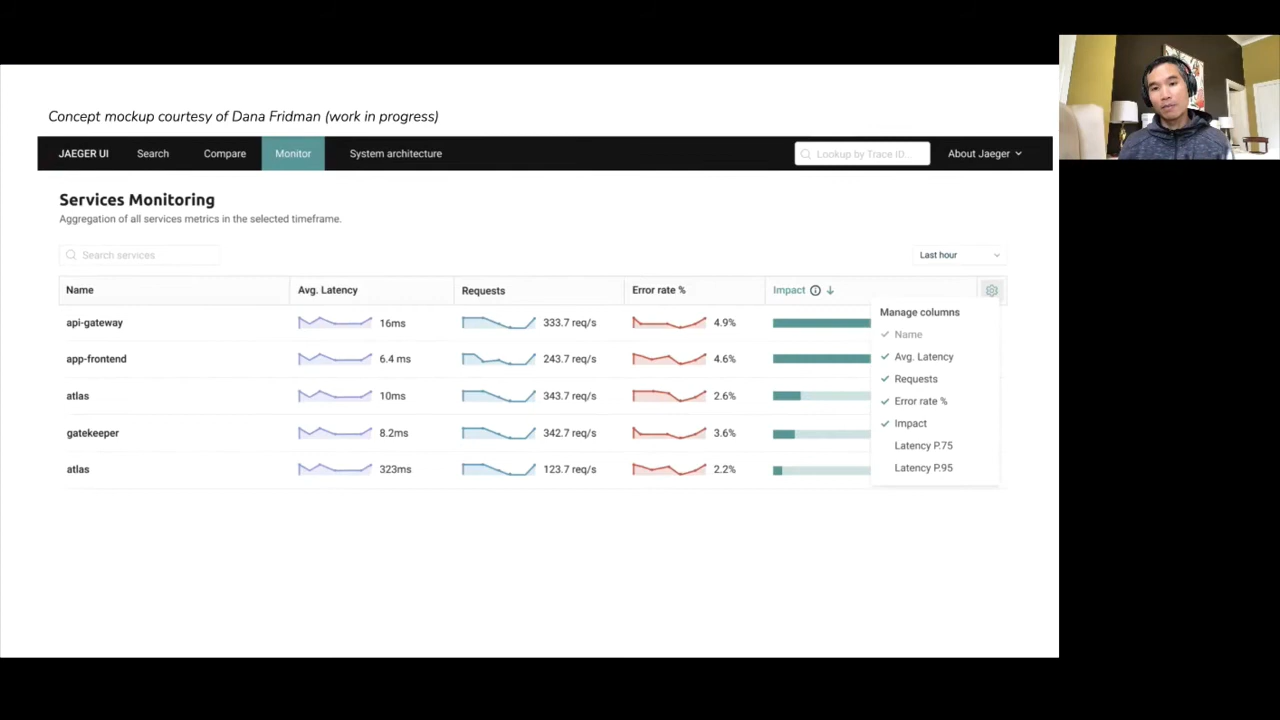 Concept mockup courtesy of Dana Fridman (work in progress)
JAEGER UI Search Compare Monitor System architecture Lookup by Trace ID... About Jaeger
Services Monitoring
Aggregation of all services metrics in the selected timeframe.
Search services Last hour
Name Avg. Latency Requests Error rate % Impact
Manage columns
api-gateway 16ms 333.7 req/s 4.9%
Name
app-frontend 6.4 ms 243.7 req/s 4.6%
Avg. Latency
Requests
atlas 10ms 343.7 req/s 2.6%
Error rate %
Impact
gatekeeper 8.2ms 342.7 req/s 3.6%
Latency P.75
Latency P.95
atlas 323ms 123.7 req/s 2.2%